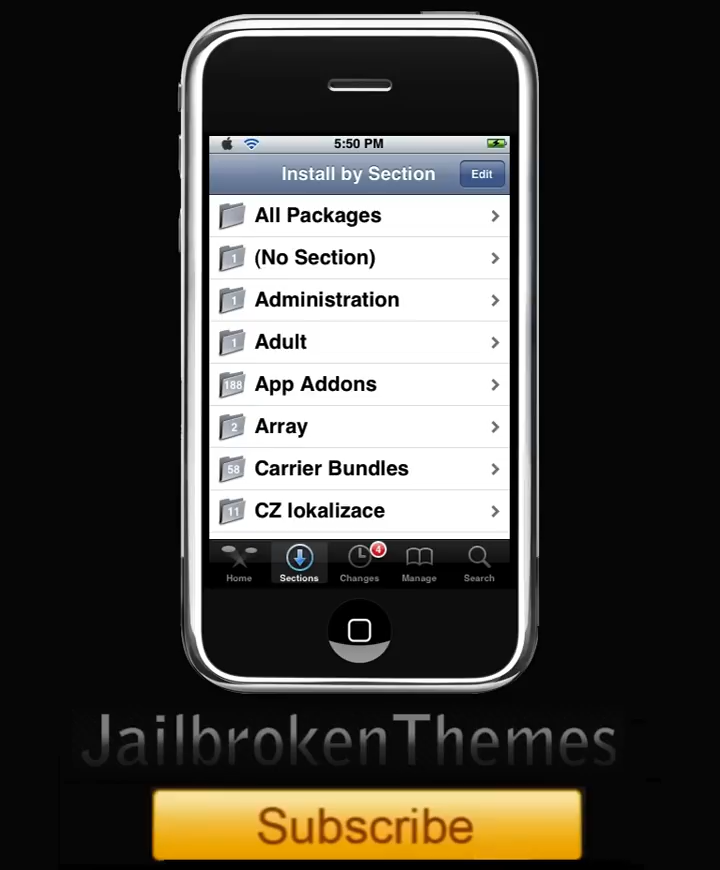 5:50 PM
Install by Section
Edit
All Packages
1
(No Section)
1
Administration
1
Adult
188
App Addons
2
Array
58
Carrier Bundles
11
CZ lokalizace
4
Home
Sections
Changes
Manage
Search
JailbrokenThemes
Subscribe